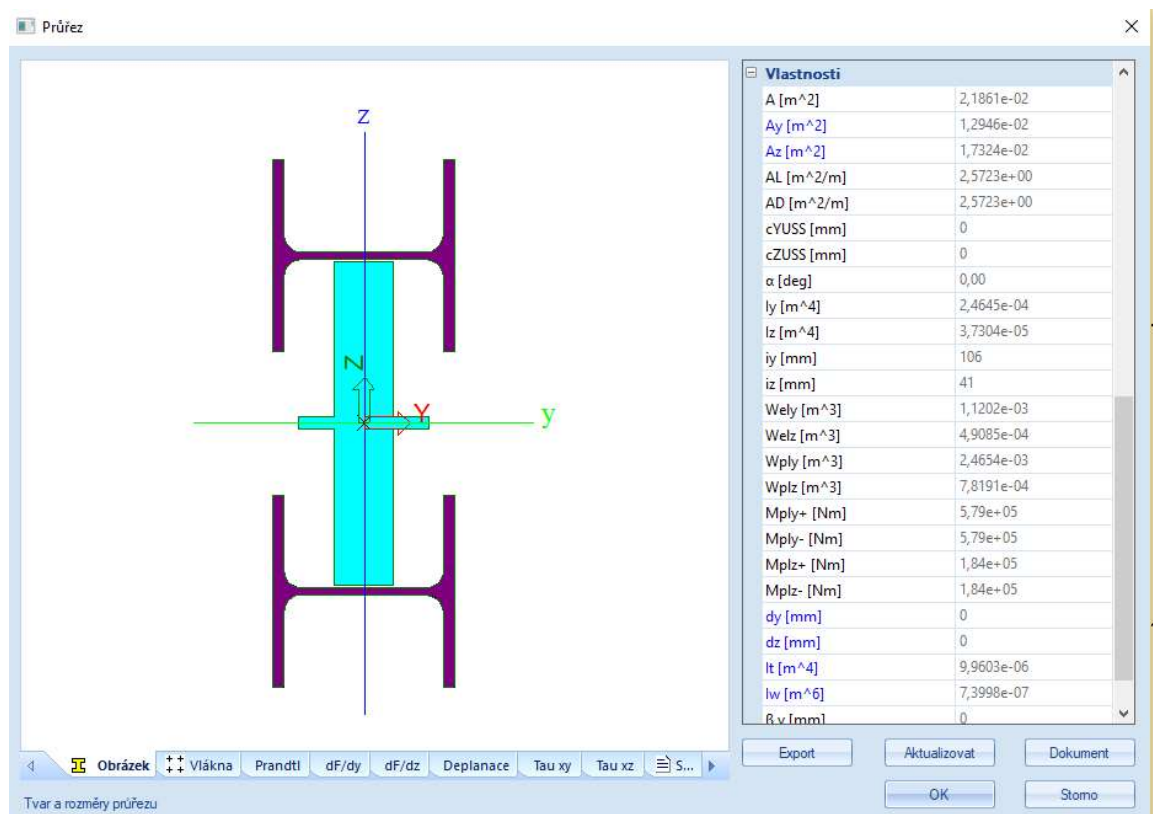 Průřez
Z
Z
Y
y
Vlastnosti
A [m^2] 2,1861e-02
Ay [m^2] 1,2946e-02
Az [m^2] 1,7324e-02
AL [m^2/m] 2,5723e+00
AD [m^2/m] 2,5723e+00
cYUSS [mm] 0
cZUSS [mm] 0
α [deg] 0,00
Iy [m^4] 2,4645e-04
Iz [m^4] 3,7304e-05
iy [mm] 106
iz [mm] 41
Wely [m^3] 1,1202e-03
Welz [m^3] 4,9085e-04
Wply [m^3] 2,4654e-03
Wplz [m^3] 7,8191e-04
Mply+ [Nm] 5,79e+05
Mply- [Nm] 5,79e+05
Mplz+ [Nm] 1,84e+05
Mplz- [Nm] 1,84e+05
dy [mm] 0
dz [mm] 0
It [m^4] 9,9603e-06
Iw [m^6] 7,3998e-07
β y [mm] 0
Obrázek Vlákna Prandtl dF/dy dF/dz Deplanace Tau xy Tau xz S...
Export Aktualizovat Dokument
OK Storno
Tvar a rozměry průřezu